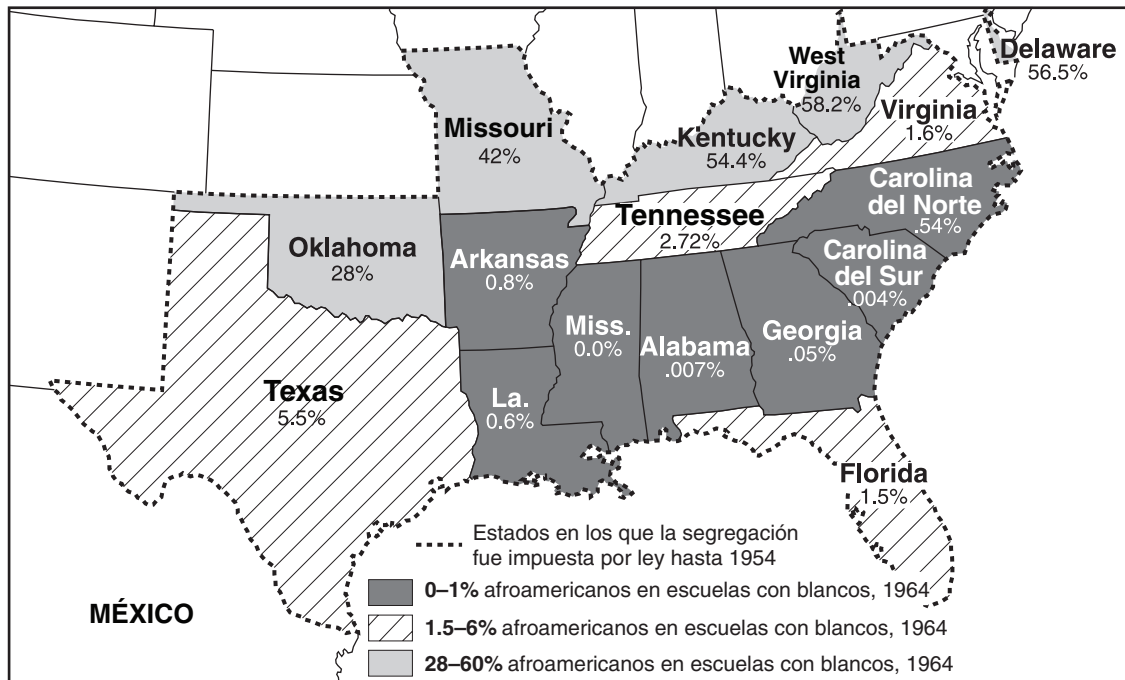 West
Virginia
58.2%
Delaware
56.5%
Virginia
1.6%
Missouri
42%
Kentucky
54.4%
Carolina
del Norte
.54%
Tennessee
2.72%
Oklahoma
28%
Arkansas
0.8%
Carolina
del Sur
.004%
Miss.
0.0%
Alabama
.007%
Georgia
.05%
Texas
5.5%
La.
0.6%
Florida
1.5%
MÉXICO
Estados en los que la segregación
fue impuesta por ley hasta 1954
0–1% afroamericanos en escuelas con blancos, 1964
1.5–6% afroamericanos en escuelas con blancos, 1964
28–60% afroamericanos en escuelas con blancos, 1964